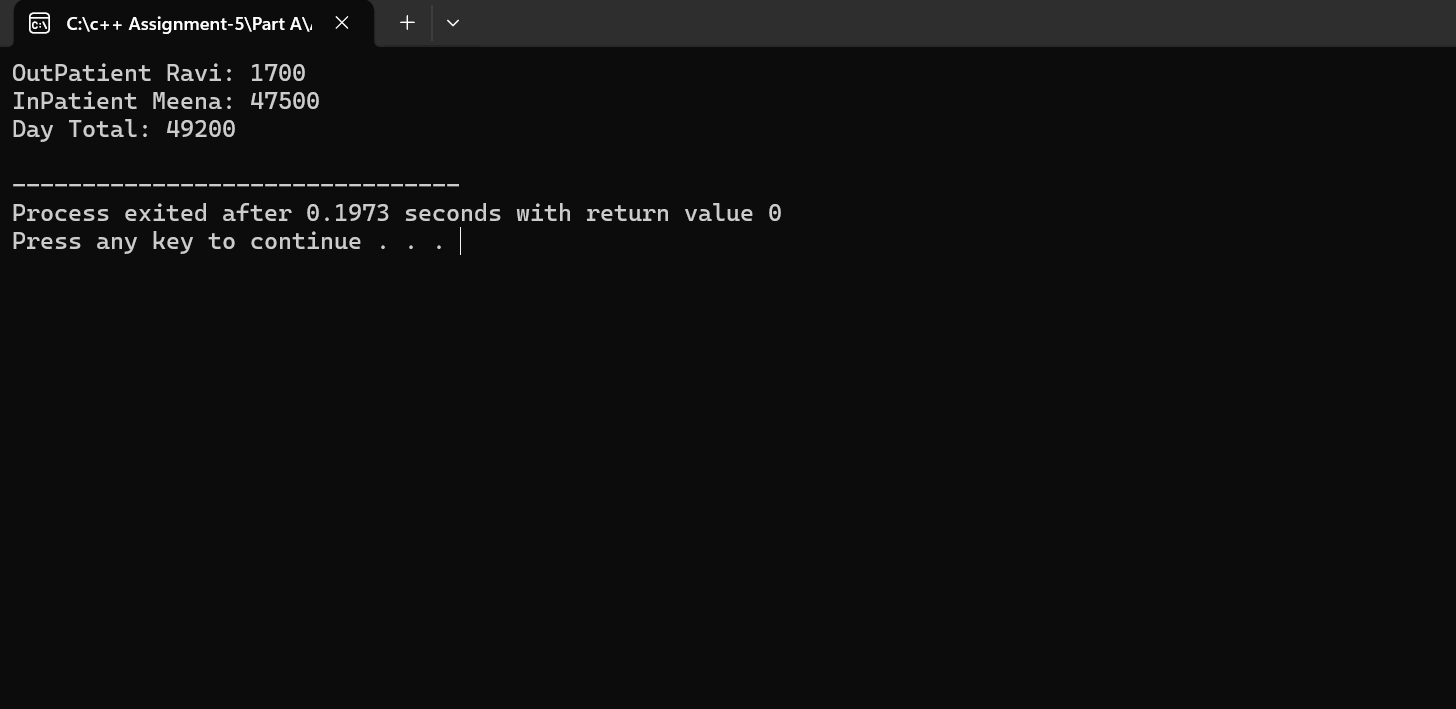 C:\c++ Assignment-5\Part A\
OutPatient Ravi: 1700
InPatient Meena: 47500
Day Total: 49200
--------------------------------
Process exited after 0.1973 seconds with return value 0
Press any key to continue . . .